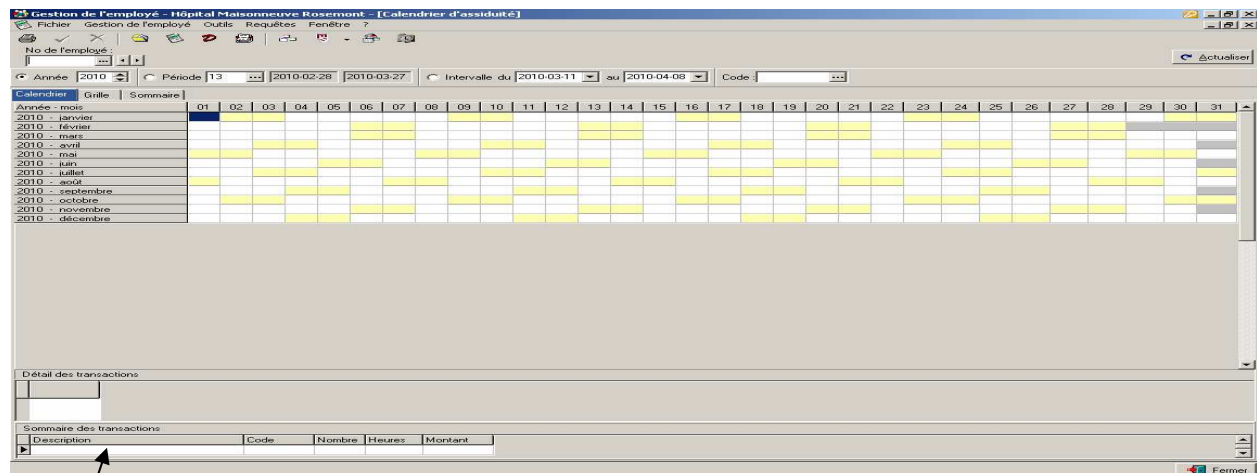 Gestion de l'employé - Hôpital Maisonneuve Rosemont - [Calendrier d'assiduité]
Fichier Gestion de l'employé Outils Requêtes Fenêtre ?
No de l'employé :
Actualiser
Année 2010 Période 13 2010-02-28 2010-03-27 Intervalle du 2010-03-11 au 2010-04-08 Code :
Calendrier Grille Sommaire
Année - mois 01 02 03 04 05 06 07 08 09 10 11 12 13 14 15 16 17 18 19 20 21 22 23 24 25 26 27 28 29 30 31
2010 - janvier
2010 - février
2010 - mars
2010 - avril
2010 - mai
2010 - juin
2010 - juillet
2010 - août
2010 - septembre
2010 - octobre
2010 - novembre
2010 - décembre
Détail des transactions
Sommaire des transactions
Description Code Nombre Heures Montant
Fermer